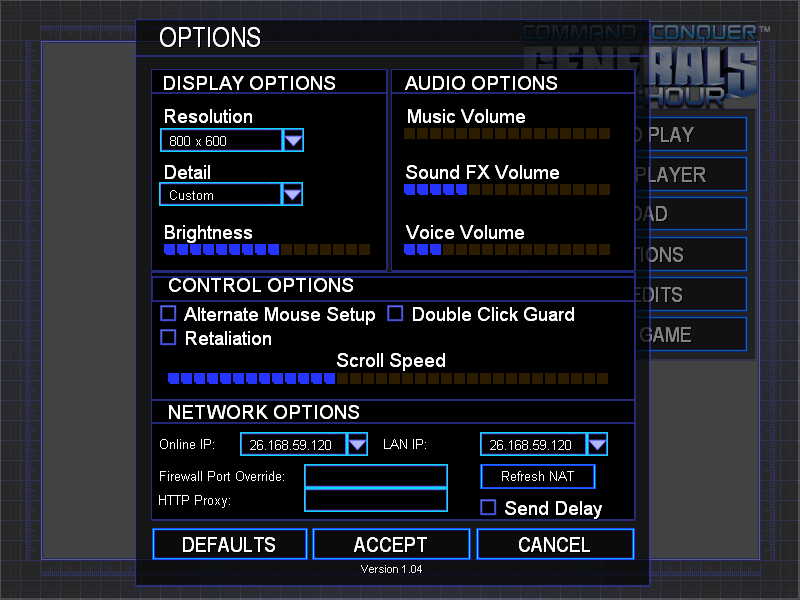 OPTIONS
COMMAND & CONQUER™
GENERALS
HOUR
DISPLAY OPTIONS
Resolution
800 x 600
Detail
Custom
Brightness
AUDIO OPTIONS
Music Volume
Sound FX Volume
Voice Volume
PLAY
PLAYER
CONTROL OPTIONS
Alternate Mouse Setup
Double Click Guard
Retaliation
Scroll Speed
GAME
NETWORK OPTIONS
Online IP:
26.168.59.120
LAN IP:
26.168.59.120
Firewall Port Override:
Refresh NAT
HTTP Proxy:
Send Delay
DEFAULTS
ACCEPT
CANCEL
Version 1.04